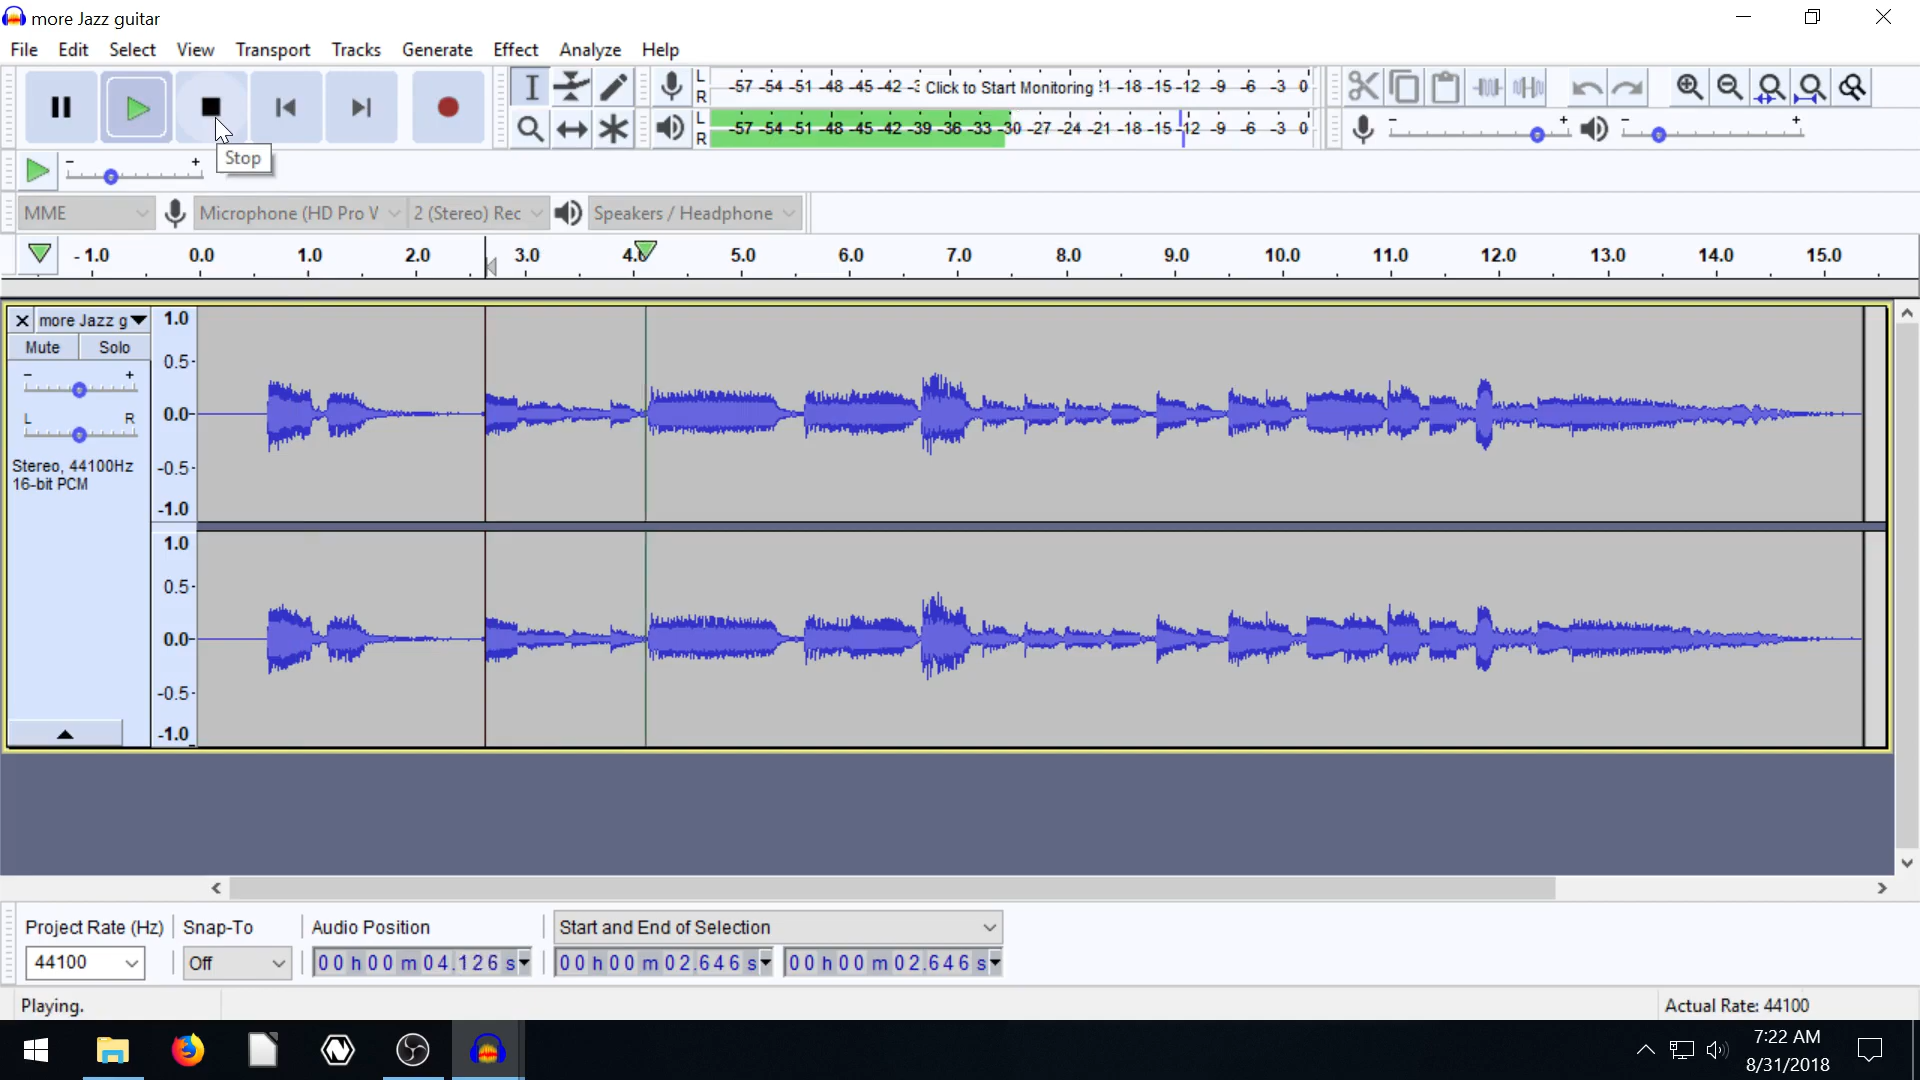 more Jazz guitar
File Edit Select View Transport Tracks Generate Effect Analyze Help
L R -57 -54 -51 -48 -45 -42 -3 Click to Start Monitoring !1 -18 -15 -12 -9 -6 -3 0
L R -57 -54 -51 -48 -45 -42 -39 -36 -33 -30 -27 -24 -21 -18 -15 -12 -9 -6 -3 0
- + - +
Stop
- +
MME Microphone (HD Pro V 2 (Stereo) Rec Speakers / Headphone
-1.0 0.0 1.0 2.0 3.0 4.0 5.0 6.0 7.0 8.0 9.0 10.0 11.0 12.0 13.0 14.0 15.0
more Jazz g 1.0
Mute Solo
0.5
- +
L R 0.0
Stereo, 44100Hz -0.5
16-bit PCM
-1.0
1.0
0.5
0.0
-0.5
-1.0
Project Rate (Hz) Snap-To Audio Position Start and End of Selection
44100 Off 00 h 00 m 04.126 s 00 h 00 m 02.646 s 00 h 00 m 02.646 s
Playing. Actual Rate: 44100
7:22 AM
8/31/2018